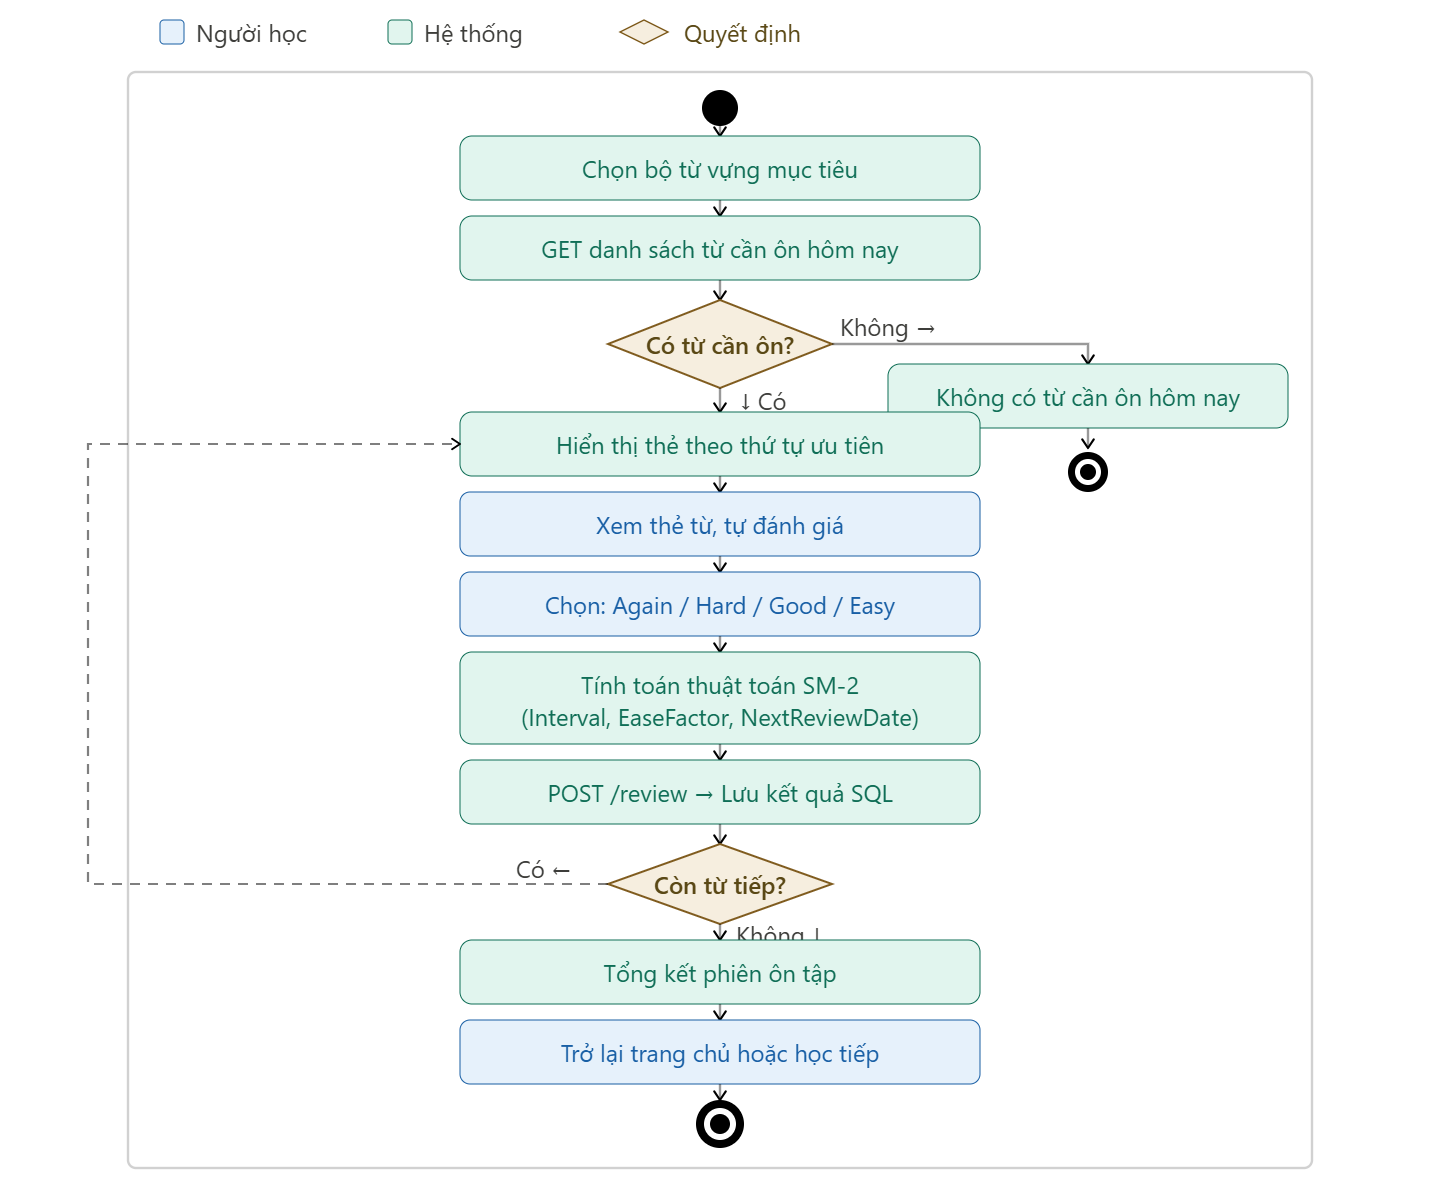 Người học
Hệ thống
Quyết định
Chọn bộ từ vựng mục tiêu
GET danh sách từ cần ôn hôm nay
Có từ cần ôn?
Không →
Không có từ cần ôn hôm nay
↓ Có
Hiển thị thẻ theo thứ tự ưu tiên
Xem thẻ từ, tự đánh giá
Chọn: Again / Hard / Good / Easy
Tính toán thuật toán SM-2
(Interval, EaseFactor, NextReviewDate)
POST /review → Lưu kết quả SQL
Có ←
Còn từ tiếp?
Không ↓
Tổng kết phiên ôn tập
Trở lại trang chủ hoặc học tiếp